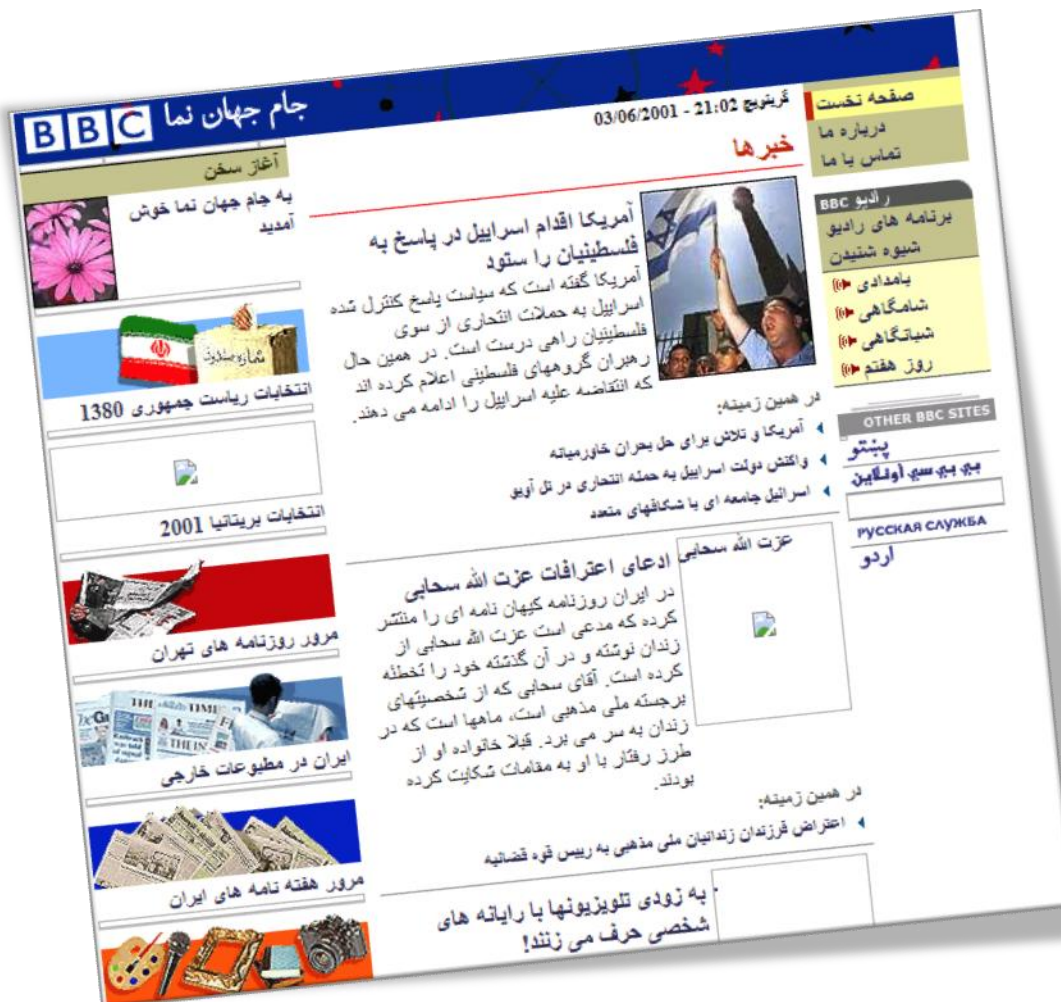 BBC جام جهان نما
صفحه نخست
درباره ما
تماس با ما
رادیو BBC
برنامه های رادیو
شیوه شنیدن
بامدادی
شامگاهی
شبانگاهی
روز هفتم
OTHER BBC SITES
پښتو
بي بي سي اونلاين
РУССКАЯ СЛУЖБА
اردو
گرینویچ 21:02 - 03/06/2001
خبرها
آمریکا اقدام اسراییل در پاسخ به
فلسطینیان را ستود
آمریکا گفته است که سیاست پاسخ کنترل شده
اسراییل به حملات انتحاری از سوی
فلسطینیان راهی درست است. در همین حال
رهبران گروههای فلسطینی اعلام کرده اند
که انتفاضه علیه اسراییل را ادامه می دهند.
در همین زمینه:
آمریکا و تلاش برای حل بحران خاورمیانه
واکنش دولت اسراییل به حمله انتحاری در تل آویو
اسرائیل جامعه ای با شکافهای متعدد
عزت الله سحابی
ادعای اعترافات عزت الله سحابی
در ایران روزنامه کیهان نامه ای را منتشر
کرده که مدعی است عزت الله سحابی از
زندان نوشته و در آن گذشته خود را تخطئه
کرده است. آقای سحابی که از شخصیتهای
برجسته ملی مذهبی است، ماهها است که در
زندان به سر می برد. قبلا خانواده او از
طرز رفتار با او به مقامات شکایت کرده
بودند.
در همین زمینه:
اعتراض فرزندان زندانیان ملی مذهبی به رییس قوه قضائیه
به زودی تلویزیونها با رایانه های
شخصی حرف می زنند!
آغاز سخن
به جام جهان نما خوش
آمدید
انتخابات ریاست جمهوری 1380
انتخابات بریتانیا 2001
مرور روزنامه های تهران
THE TIMES
THE IN
ایران در مطبوعات خارجی
مرور هفته نامه های ایران